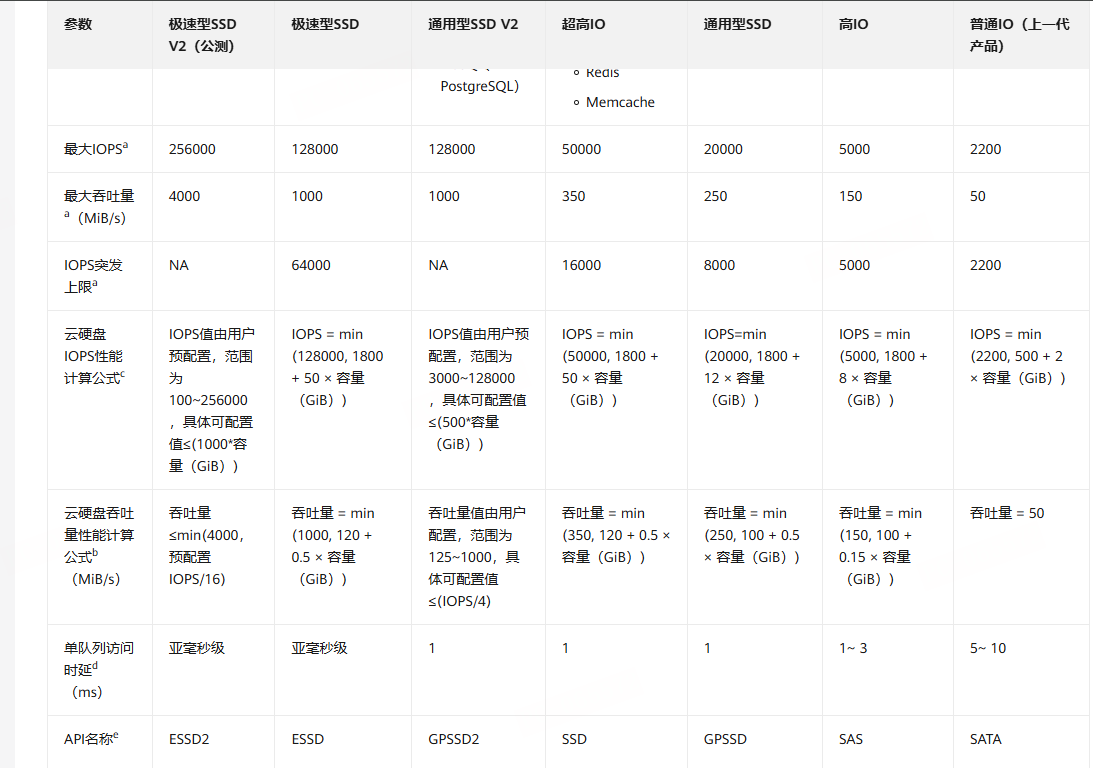 参数 极速型SSD V2（公测） 极速型SSD 通用型SSD V2 超高IO 通用型SSD 高IO 普通IO（上一代产品）
PostgreSQL)
Redis
Memcache
最大IOPSa 256000 128000 128000 50000 20000 5000 2200
最大吞吐量a（MiB/s） 4000 1000 1000 350 250 150 50
IOPS突发上限a NA 64000 NA 16000 8000 5000 2200
云硬盘IOPS性能计算公式c
IOPS值由用户
预配置，范围
为
100~256000
，具体可配置
值≤(1000*容
量（GiB）)
IOPS = min
(128000, 1800
+ 50 × 容量
（GiB）)
IOPS值由用户预
配置，范围为
3000~128000
，具体可配置值
≤(500*容量
（GiB）)
IOPS = min
(50000, 1800 +
50 × 容量
（GiB）)
IOPS=min
(20000, 1800 +
12 × 容量
（GiB）)
IOPS = min
(5000, 1800 +
8 × 容量
（GiB）)
IOPS = min
(2200, 500 + 2
× 容量（GiB）)
云硬盘吞吐
量性能计算
公式b
（MiB/s）
吞吐量
≤min(4000,
预配置
IOPS/16)
吞吐量 = min
(1000, 120 +
0.5 × 容量
（GiB）)
吞吐量值由用户
配置，范围为
125~1000，具
体可配置值
≤(IOPS/4)
吞吐量 = min
(350, 120 + 0.5 ×
容量（GiB）)
吞吐量 = min
(250, 100 + 0.5
× 容量（GiB）)
吞吐量 = min
(150, 100 +
0.15 × 容量
（GiB）)
吞吐量 = 50
单队列访问时延d（ms） 亚毫秒级 亚毫秒级 1 1 1 1~ 3 5~ 10
API名称e ESSD2 ESSD GPSSD2 SSD GPSSD SAS SATA